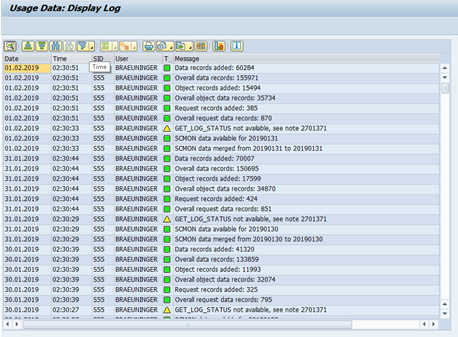 Usage Data: Display Log
Date Time SID User T.. Message
Time
01.02.2019 02:30:51 S55 BRAEUNINGER Data records added: 60284
01.02.2019 02:30:51 S55 BRAEUNINGER Overall data records: 155971
01.02.2019 02:30:51 S55 BRAEUNINGER Object records added: 15494
01.02.2019 02:30:51 S55 BRAEUNINGER Overall object data records: 35734
01.02.2019 02:30:51 S55 BRAEUNINGER Request records added: 385
01.02.2019 02:30:51 S55 BRAEUNINGER Overall request data records: 870
01.02.2019 02:30:33 S55 BRAEUNINGER GET_LOG_STATUS not available, see note 2701371
01.02.2019 02:30:33 S55 BRAEUNINGER SCMON data available for 20190131
01.02.2019 02:30:33 S55 BRAEUNINGER SCMON data merged from 20190131 to 20190131
31.01.2019 02:30:44 S55 BRAEUNINGER Data records added: 70007
31.01.2019 02:30:44 S55 BRAEUNINGER Overall data records: 150695
31.01.2019 02:30:44 S55 BRAEUNINGER Object records added: 17599
31.01.2019 02:30:44 S55 BRAEUNINGER Overall object data records: 34870
31.01.2019 02:30:44 S55 BRAEUNINGER Request records added: 424
31.01.2019 02:30:44 S55 BRAEUNINGER Overall request data records: 851
31.01.2019 02:30:29 S55 BRAEUNINGER GET_LOG_STATUS not available, see note 2701371
31.01.2019 02:30:29 S55 BRAEUNINGER SCMON data available for 20190130
31.01.2019 02:30:29 S55 BRAEUNINGER SCMON data merged from 20190130 to 20190130
30.01.2019 02:30:39 S55 BRAEUNINGER Data records added: 41320
30.01.2019 02:30:39 S55 BRAEUNINGER Overall data records: 133859
30.01.2019 02:30:39 S55 BRAEUNINGER Object records added: 11993
30.01.2019 02:30:39 S55 BRAEUNINGER Overall object data records: 32074
30.01.2019 02:30:39 S55 BRAEUNINGER Request records added: 325
30.01.2019 02:30:39 S55 BRAEUNINGER Overall request data records: 795
30.01.2019 02:30:27 S55 BRAEUNINGER GET_LOG_STATUS not available, see note 2701371